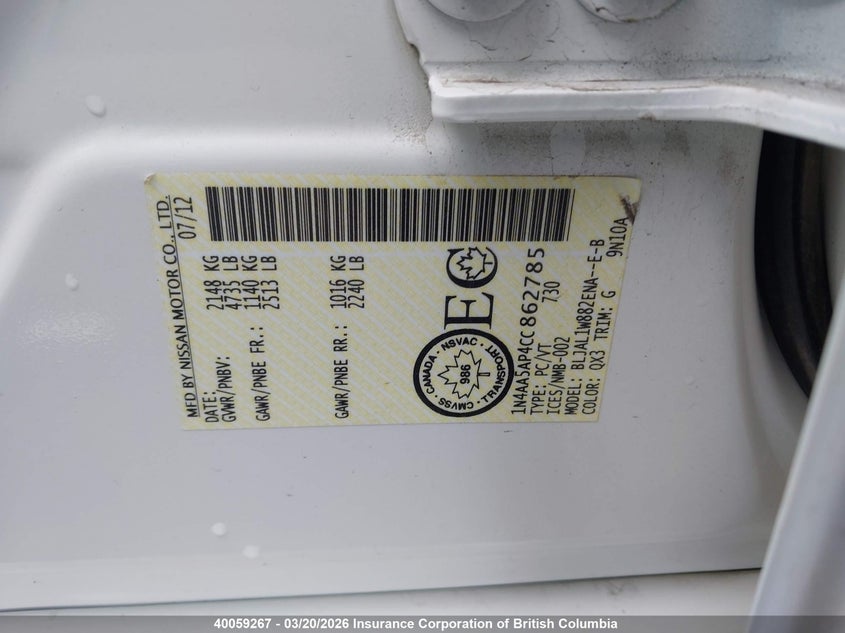 MFD BY NISSAN MOTOR CO., LTD.
DATE: 07/12
GVWR/PNBV: 2148 KG
4735 LB
GAWR/PNBE FR.: 1140 KG
2513 LB
GAWR/PNBE RR.: 1016 KG
2240 LB
CANADA · NSVAC · TRANSPORT · CMVSS
986
EC
1N4AA5AP4CC862785
TYPE: PC/VT 730
ICES/NMB-002
MODEL: BLJAL1W882ENA--E-B
COLOR: QX3 TRIM: G 9N10A
40059267 - 03/20/2026 Insurance Corporation of British Columbia